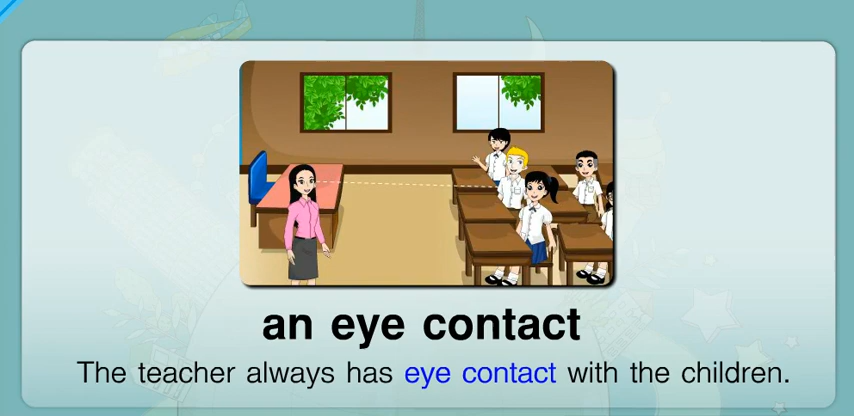 an eye contact
The teacher always has eye contact with the children.